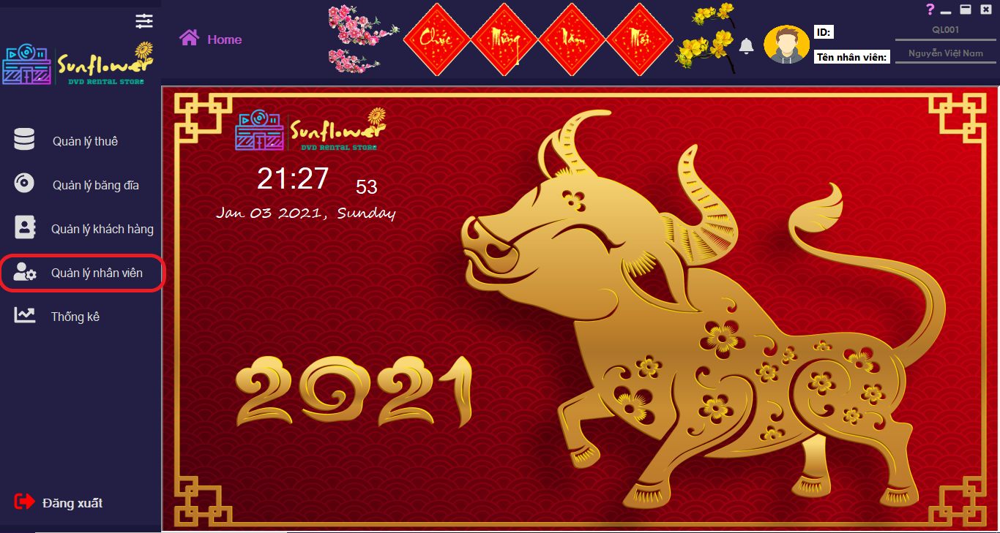 Sunflower
DVD RENTAL STORE
Home
Chúc Mừng Năm Mới
?
ID:
QL001
Tên nhân viên:
Nguyễn Việt Nam
Quản lý thuê
Quản lý băng đĩa
Quản lý khách hàng
Quản lý nhân viên
Thống kê
Đăng xuất
Sunflower
DVD RENTAL STORE
21:27 53
Jan 03 2021, Sunday
2021